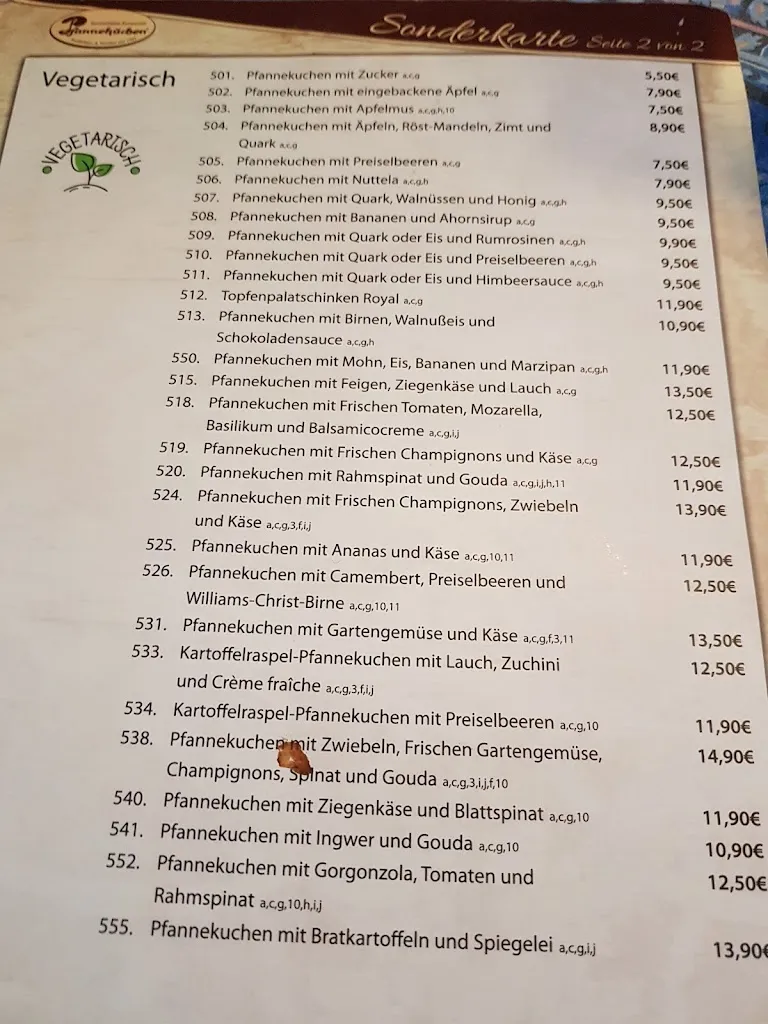 Pfannehüsben
Sonderkarte Seite 2 von 2
Vegetarisch
VEGETARISCH
501. Pfannekuchen mit Zucker a,c,g 5,50€
502. Pfannekuchen mit eingebackene Äpfel a,c,g 7,90€
503. Pfannekuchen mit Apfelmus a,c,g,h,10 7,50€
504. Pfannekuchen mit Äpfeln, Röst-Mandeln, Zimt und 8,90€
Quark a,c,g
505. Pfannekuchen mit Preiselbeeren a,c,g 7,50€
506. Pfannekuchen mit Nuttela a,c,g,h 7,90€
507. Pfannekuchen mit Quark, Walnüssen und Honig a,c,g,h 9,50€
508. Pfannekuchen mit Bananen und Ahornsirup a,c,g 9,50€
509. Pfannekuchen mit Quark oder Eis und Rumrosinen a,c,g,h 9,90€
510. Pfannekuchen mit Quark oder Eis und Preiselbeeren a,c,g,h 9,50€
511. Pfannekuchen mit Quark oder Eis und Himbeersauce a,c,g,h 9,50€
512. Topfenpalatschinken Royal a,c,g 11,90€
513. Pfannekuchen mit Birnen, Walnußeis und 10,90€
Schokoladensauce a,c,g,h
550. Pfannekuchen mit Mohn, Eis, Bananen und Marzipan a,c,g,h 11,90€
515. Pfannekuchen mit Feigen, Ziegenkäse und Lauch a,c,g 13,50€
518. Pfannekuchen mit Frischen Tomaten, Mozarella, 12,50€
Basilikum und Balsamicocreme a,c,g,i,j
519. Pfannekuchen mit Frischen Champignons und Käse a,c,g 12,50€
520. Pfannekuchen mit Rahmspinat und Gouda a,c,g,i,j,h,11 11,90€
524. Pfannekuchen mit Frischen Champignons, Zwiebeln 13,90€
und Käse a,c,g,3,f,i,j
525. Pfannekuchen mit Ananas und Käse a,c,g,10,11 11,90€
526. Pfannekuchen mit Camembert, Preiselbeeren und 12,50€
Williams-Christ-Birne a,c,g,10,11
531. Pfannekuchen mit Gartengemüse und Käse a,c,g,f,3,11 13,50€
533. Kartoffelraspel-Pfannekuchen mit Lauch, Zuchini 12,50€
und Crème fraîche a,c,g,3,f,i,j
534. Kartoffelraspel-Pfannekuchen mit Preiselbeeren a,c,g,10 11,90€
538. Pfannekuchen mit Zwiebeln, Frischen Gartengemüse, 14,90€
Champignons, Spinat und Gouda a,c,g,3,i,j,f,10
540. Pfannekuchen mit Ziegenkäse und Blattspinat a,c,g,10 11,90€
541. Pfannekuchen mit Ingwer und Gouda a,c,g,10 10,90€
552. Pfannekuchen mit Gorgonzola, Tomaten und 12,50€
Rahmspinat a,c,g,10,h,i,j
555. Pfannekuchen mit Bratkartoffeln und Spiegelei a,c,g,i,j 13,90€